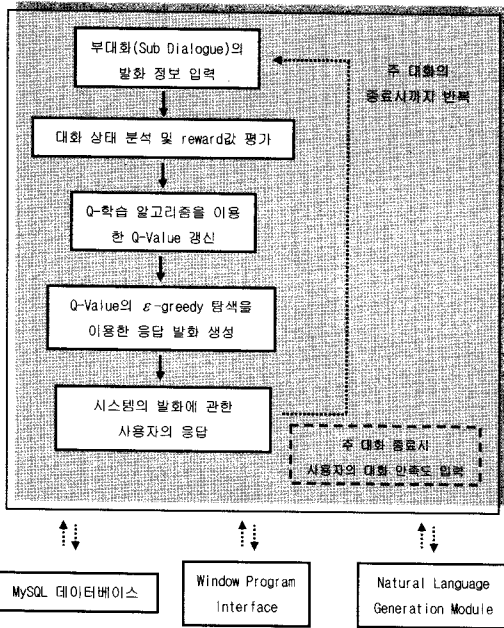 부대화(Sub Dialogue)의
발화 정보 입력
주 대화의
종료시까지 반복
대화 상태 분석 및 reward값 평가
Q-학습 알고리즘을 이용
한 Q-Value 갱신
Q-Value의 ε-greedy 탐색을
이용한 응답 발화 생성
시스템의 발화에 관한
사용자의 응답
주 대화 종료시
사용자의 대화 만족도 입력
MySQL 데이터베이스
Window Program
Interface
Natural Language
Generation Module